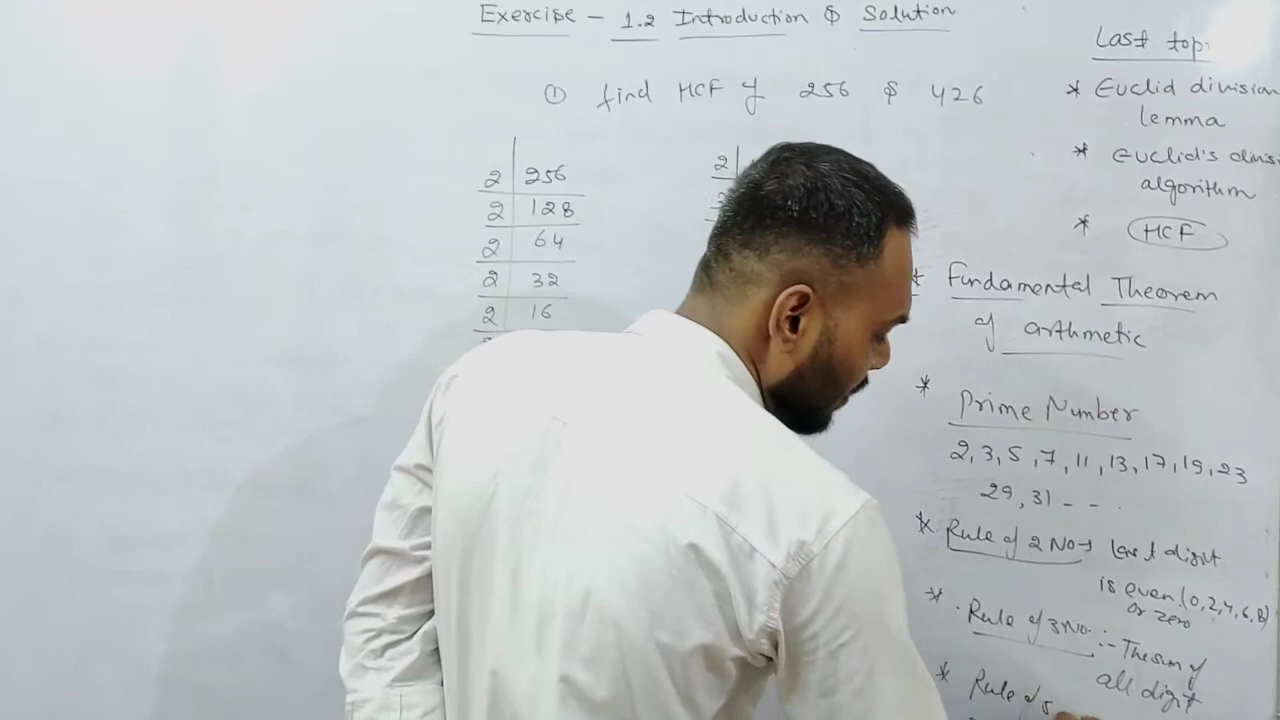 Exercise - 1.2 Introduction & Solution
① find HCF of 256 & 426
2 | 256
2 | 128
2 | 64
2 | 32
2 | 16
2
Last top
* Euclid division
lemma
* Euclid's divisi
algorithm
* HCF
* Fundamental Theorem
of arithmetic
* Prime Number
2, 3, 5, 7, 11, 13, 17, 19, 23
29, 31 - -
* Rule of 2 No → last digit
is even (0, 2, 4, 6, 8)
or zero
* Rule of 3 No. :- The sum of
all digit
* Rule of 5